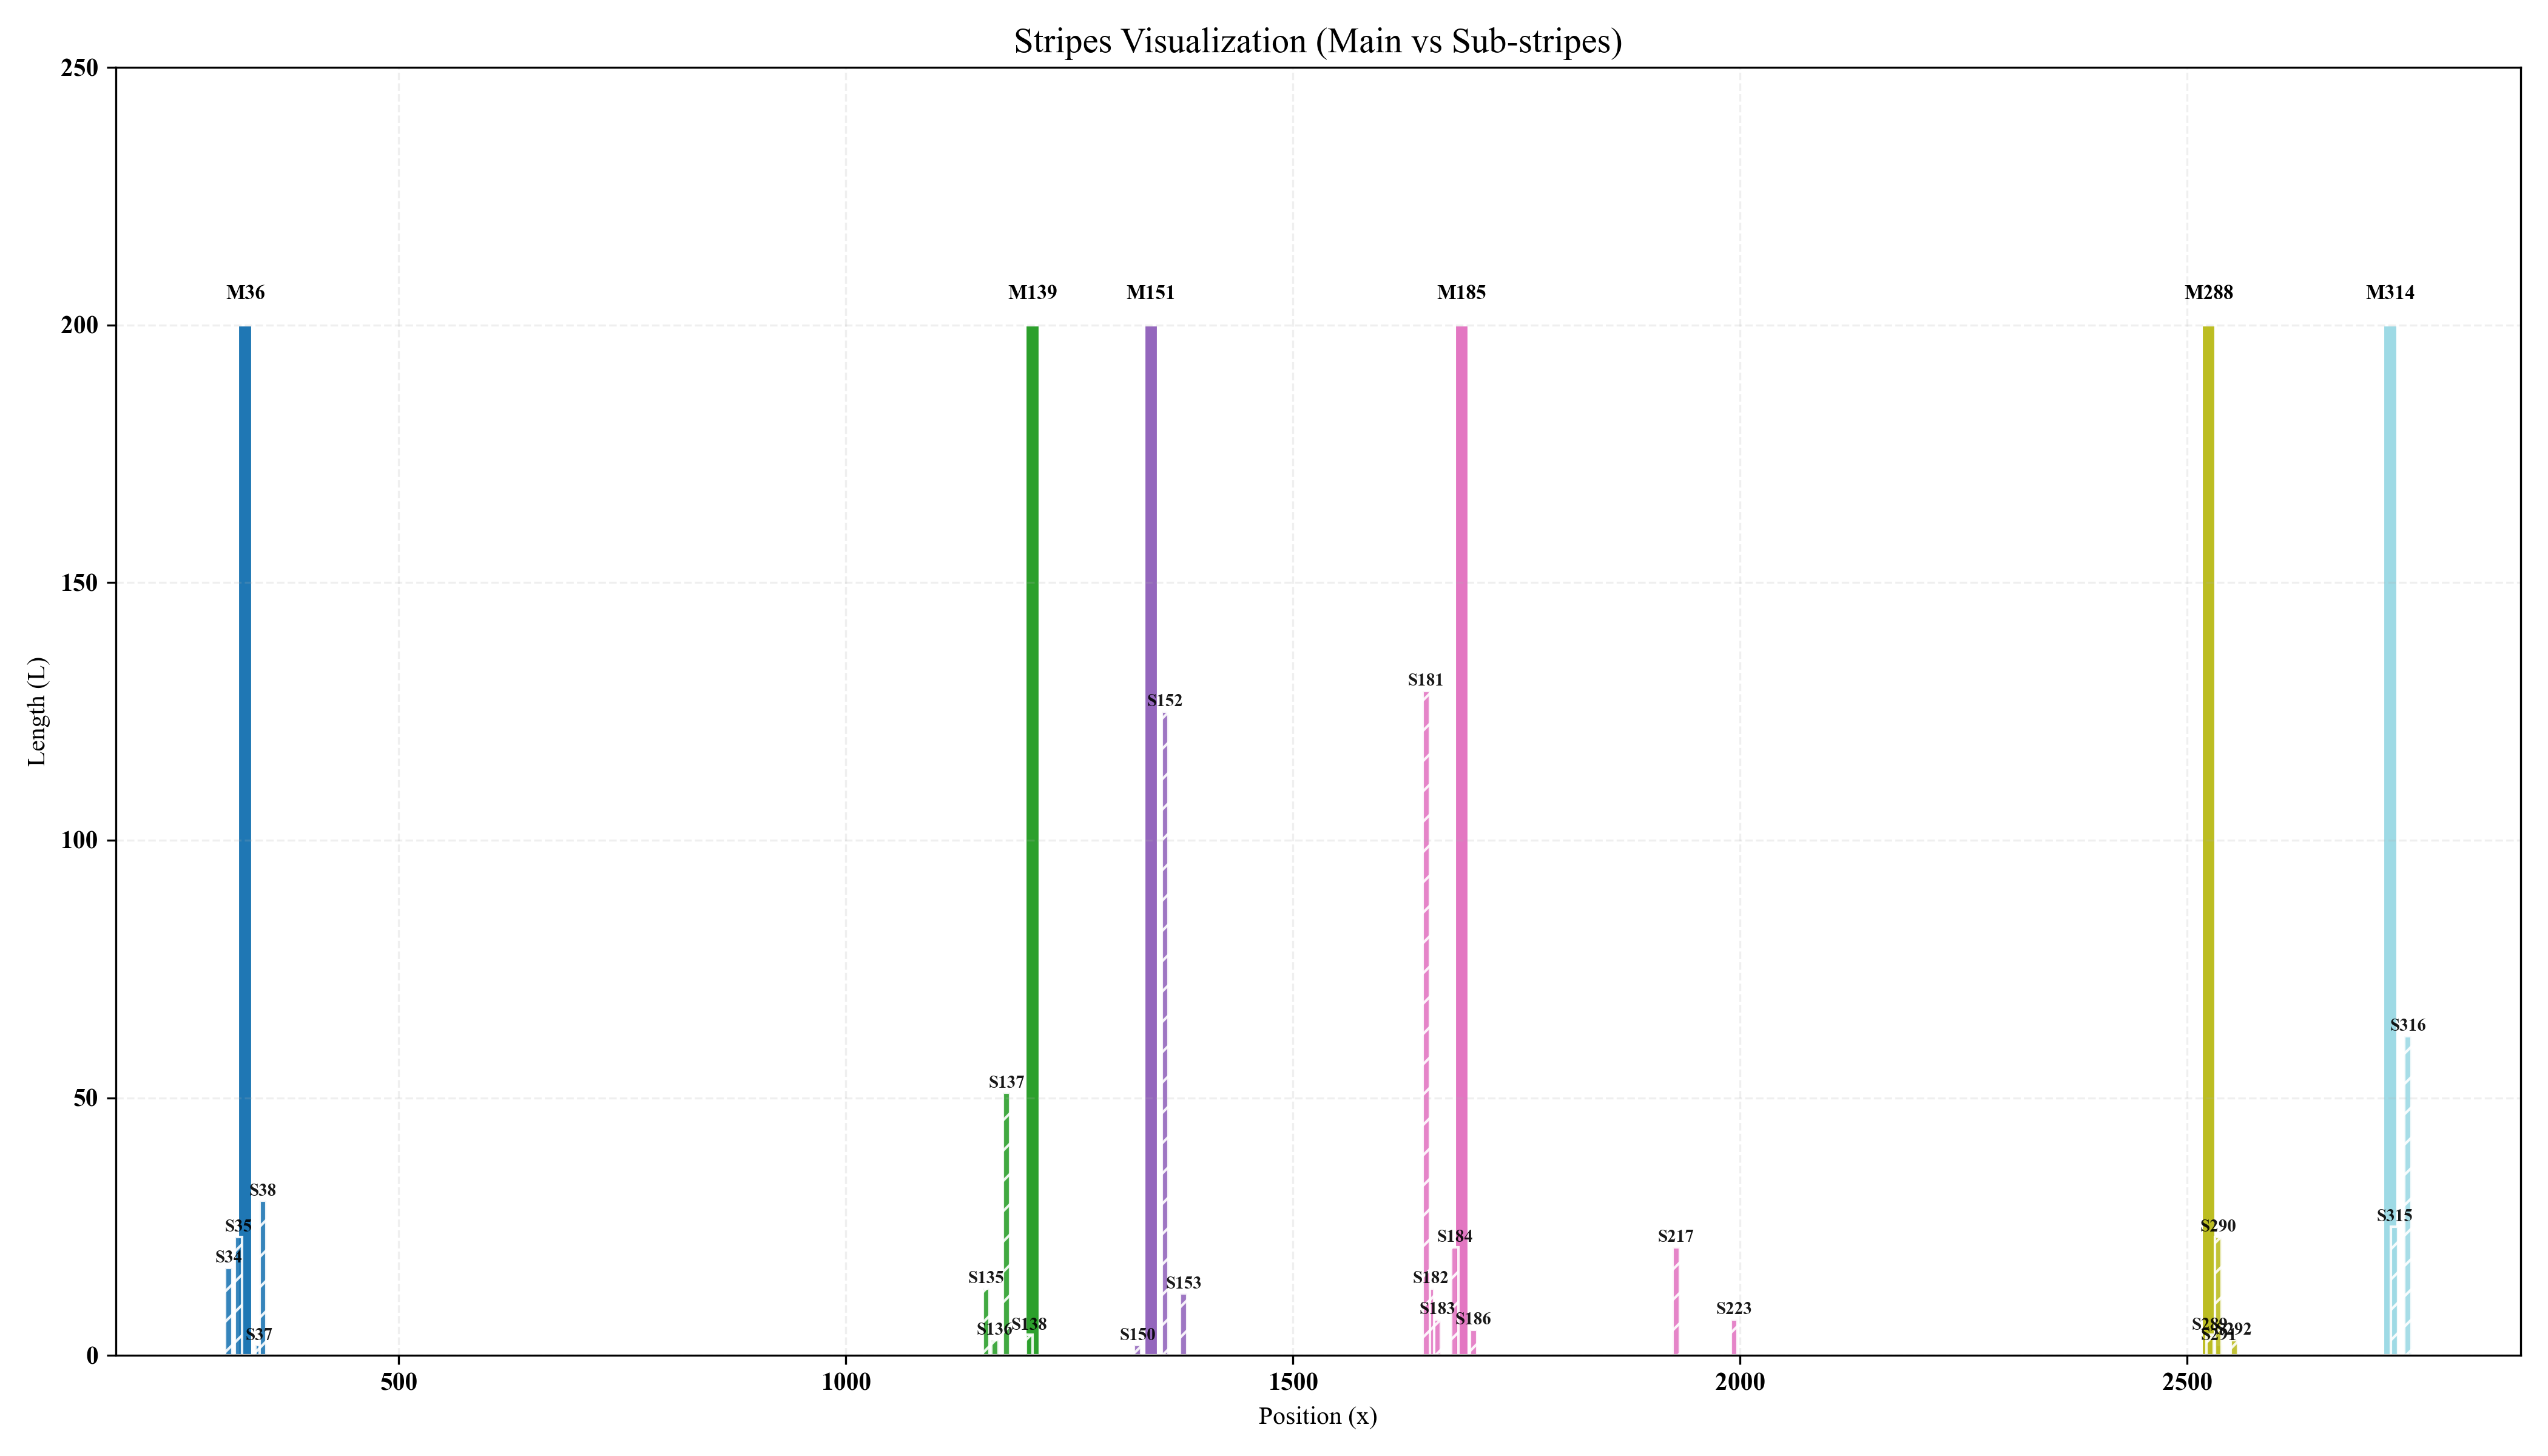 Stripes Visualization (Main vs Sub-stripes)
250
200
150
100
50
0
Length (L)
M36
M139
M151
M185
M288
M314
S181
S152
S316
S137
S38
S315
S35
S290
S34
S184
S217
S135
S182
S153
S183
S223
S186
S136
S138
S289
S292
S37
S150
S291
500
1000
1500
2000
2500
Position (x)